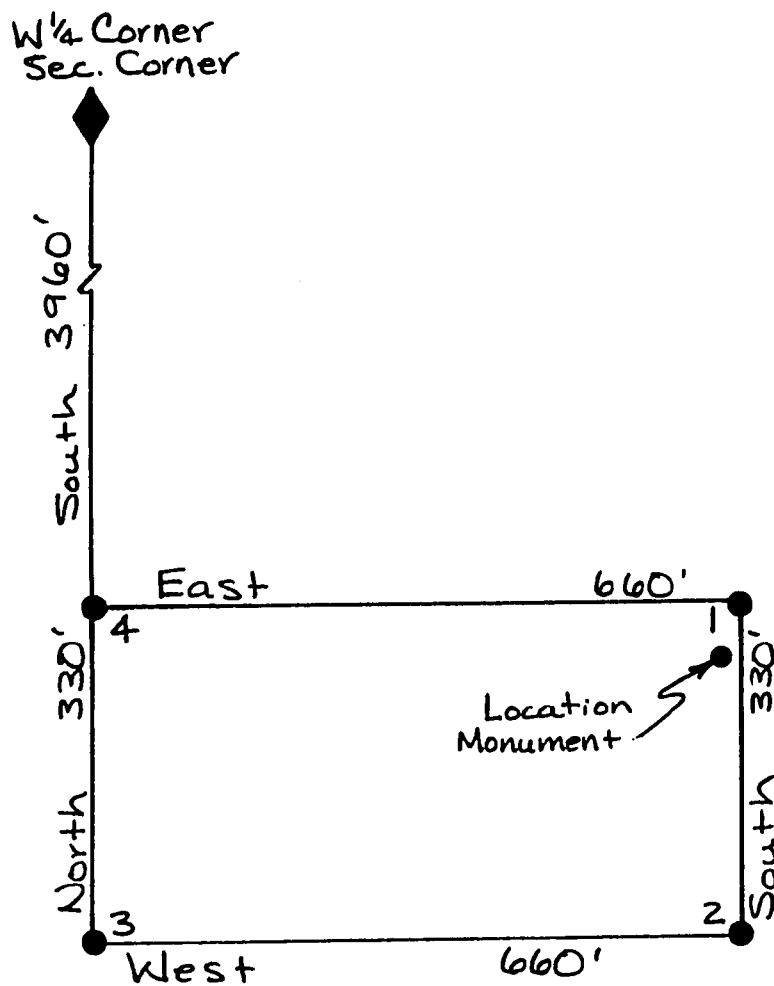 W 1/4 Corner
Sec. Corner
South 3960'
East 660'
4
1
North 330'
South 330'
Location
Monument
3
2
West 660'